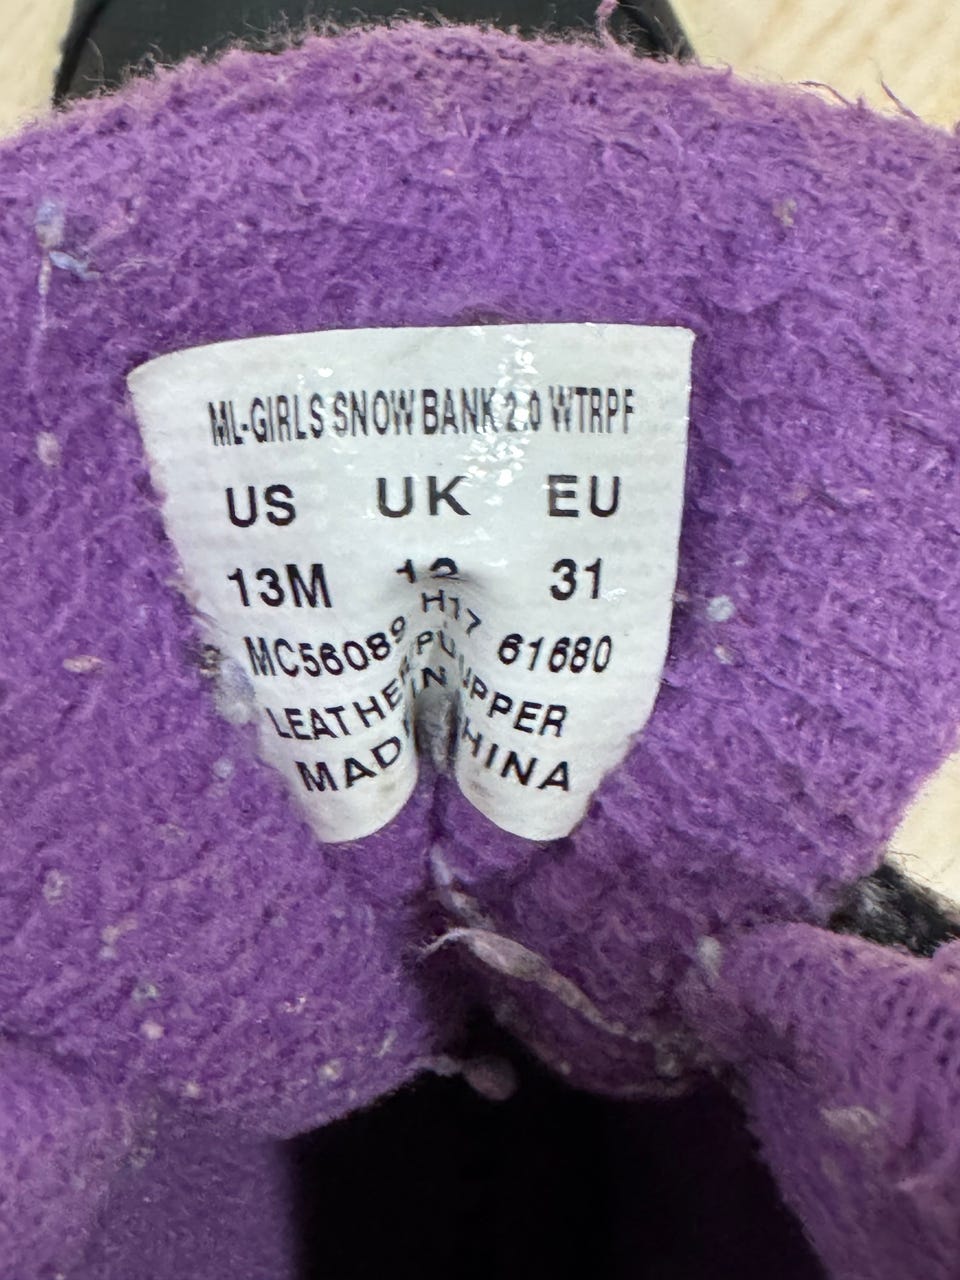 ML-GIRLS SNOW BANK 2.0 WTRPF
US UK EU
13M 12 31
MC56089 H17 61680
LEATHER/PU UPPER
MADE IN CHINA